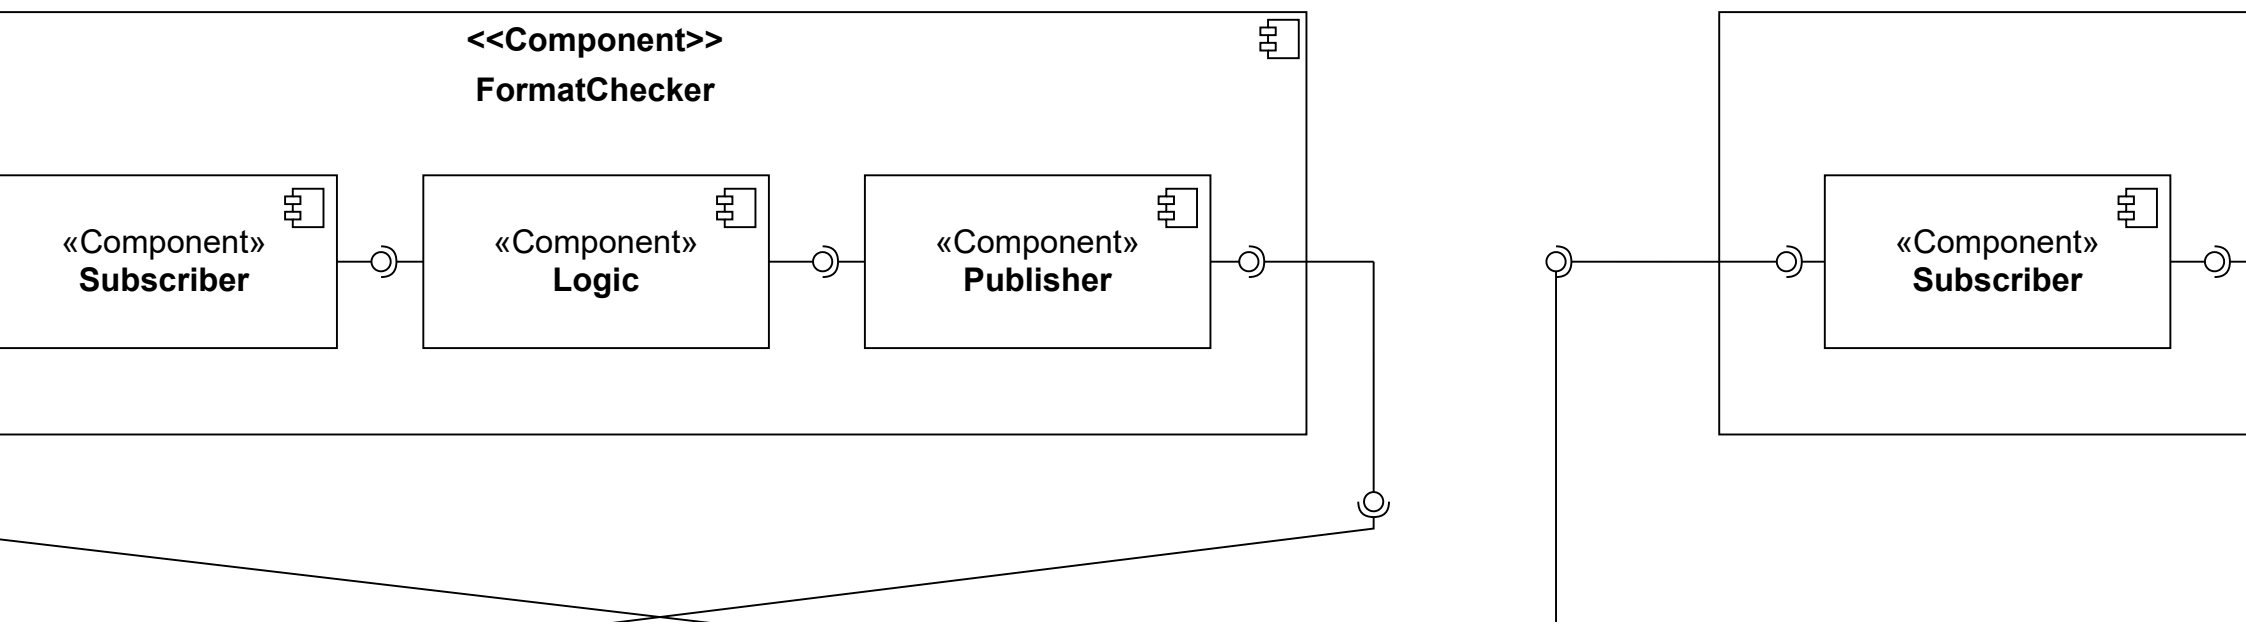 <<Component>>
FormatChecker
«Component»
Subscriber
«Component»
Logic
«Component»
Publisher
«Component»
Subscriber